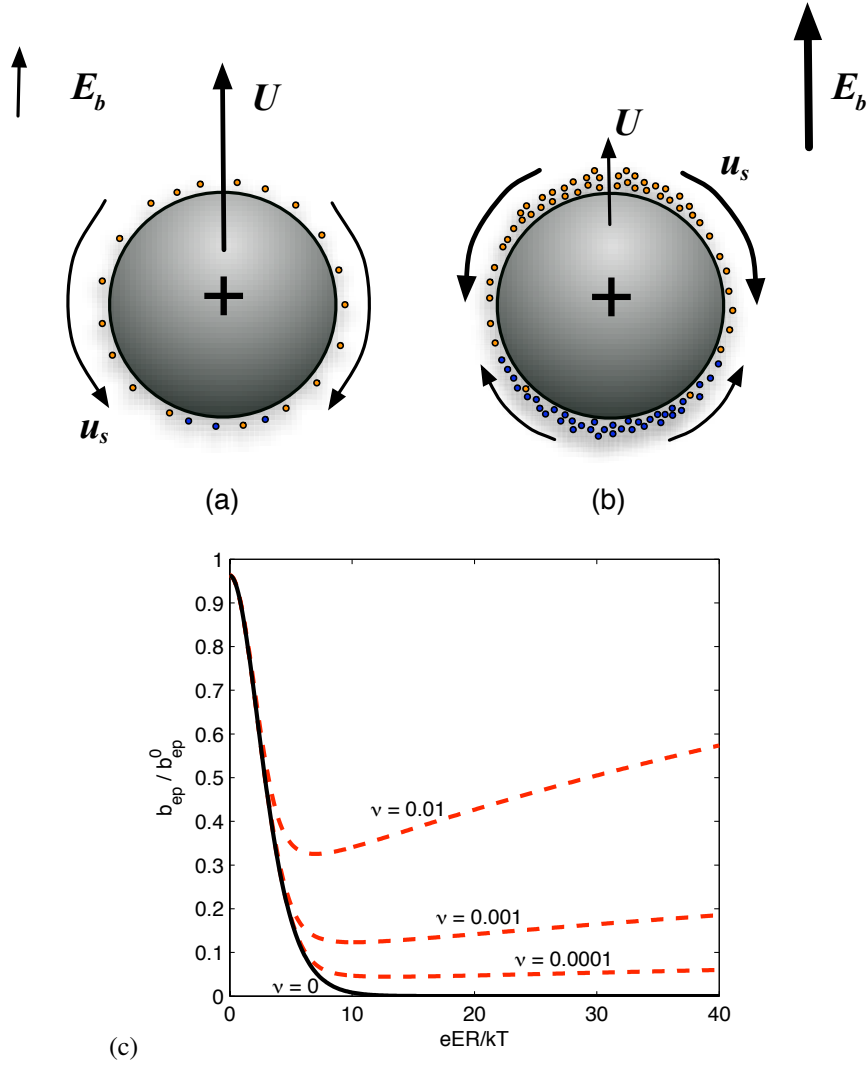 E_b
U
+
u_s
(a)
E_b
U
u_s
+
(b)
1
0.9
0.8
0.7
0.6
0.5
0.4
0.3
0.2
0.1
0
b_ep / b^0_ep
ν = 0.01
ν = 0.001
ν = 0.0001
ν = 0
0 10 20 30 40
eER/kT
(c)